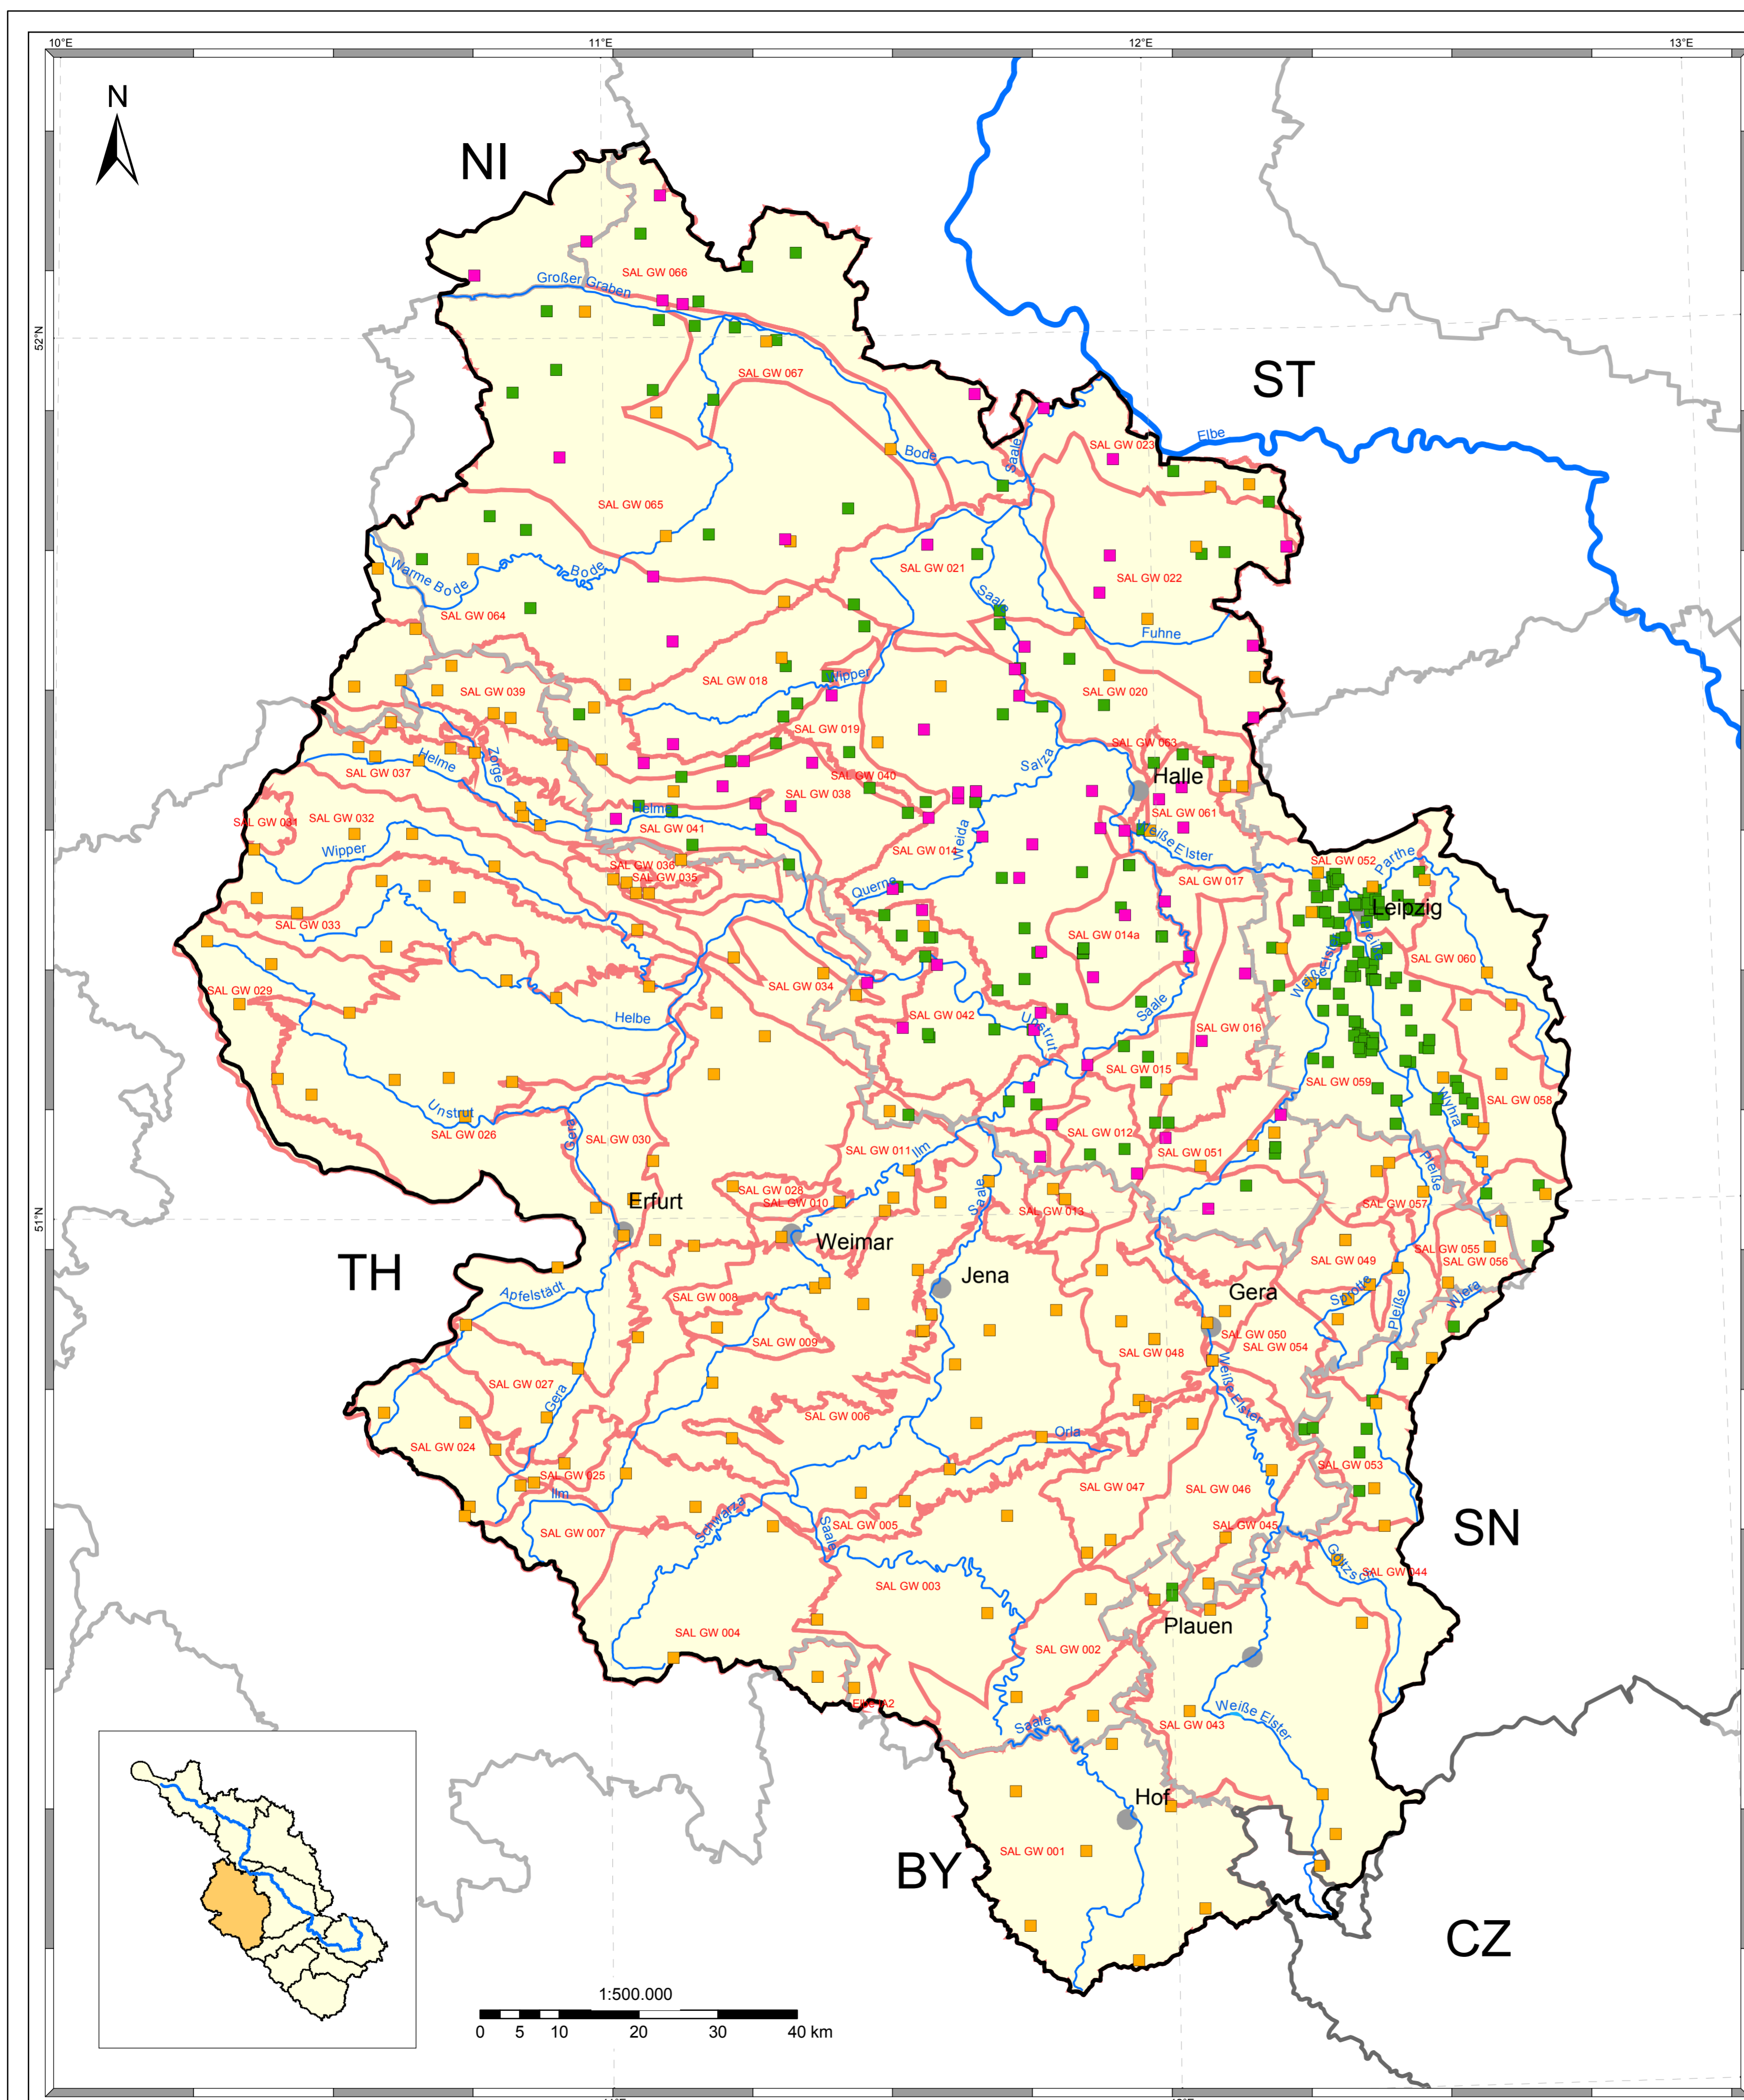 10°E
11°E
12°E
13°E
N
NI
SAL GW 066
Großer Graben
52°N
ST
SAL GW 067
Elbe
SAL GW 023
Bode
Saale
SAL GW 065
SAL GW 021
SAL GW 022
Warme Bode
Bode
Saale
SAL GW 064
Fuhne
SAL GW 018
Wipper
SAL GW 039
SAL GW 020
SAL GW 019
Zorge
Helme
SAL GW 037
SAL GW 040
Salza
Halle
SAL GW 038
Helme
SAL GW 061
SAL GW 031
SAL GW 032
SAL GW 041
Weiße Elster
Wipper
SAL GW 014
Weida
SAL GW 052
Parthe
SAL GW 036
SAL GW 035
Querne
SAL GW 017
Leipzig
SAL GW 033
SAL GW 014a
SAL GW 060
SAL GW 034
Weiße Elster
SAL GW 029
SAL GW 042
Helbe
Saale
Unstrut
SAL GW 016
SAL GW 015
SAL GW 059
SAL GW 058
Wyhra
Unstrut
SAL GW 026
Gera
SAL GW 030
SAL GW 012
SAL GW 011
Ilm
SAL GW 051
Pleiße
SAL GW 028
SAL GW 010
Erfurt
Saale
SAL GW 013
SAL GW 057
51°N
Weimar
SAL GW 049
SAL GW 055
SAL GW 056
TH
Jena
Apfelstädt
Gera
Sprotte
Wiera
SAL GW 008
Pleiße
SAL GW 009
SAL GW 050
SAL GW 048
SAL GW 054
SAL GW 027
Gera
Weiße Elster
SAL GW 006
Orla
SAL GW 024
SAL GW 025
SAL GW 053
Ilm
SAL GW 047
SAL GW 046
Schwarza
Saale
SAL GW 005
SAL GW 045
SAL GW 007
SN
SAL GW 044
SAL GW 003
Plauen
SAL GW 004
SAL GW 002
Saale
Weiße Elster
SAL GW 043
Hof
SAL GW 001
BY
CZ
1:500.000
0 5 10 20 30 40 km